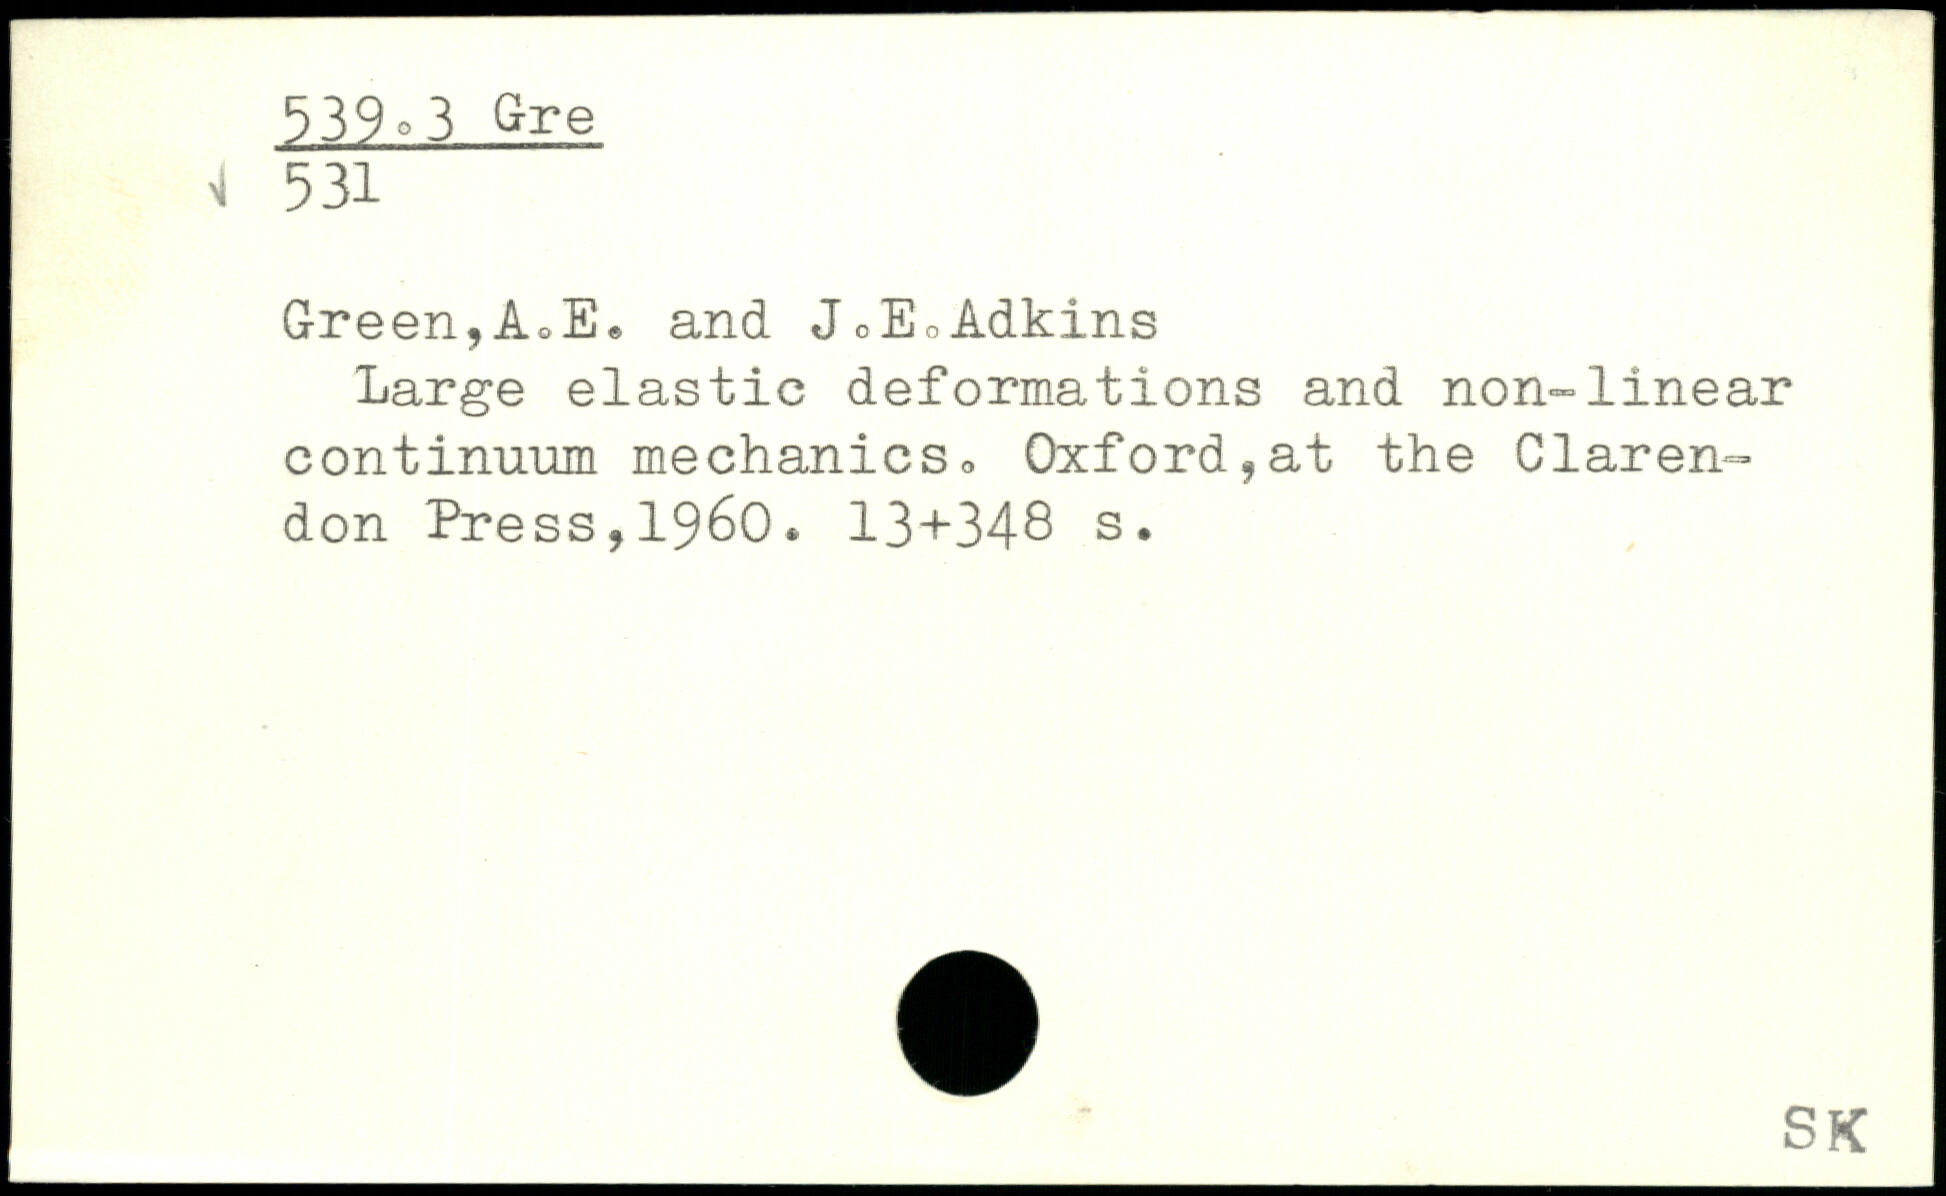 539.3 Gre
531
Green,A.E. and J.E.Adkins
Large elastic deformations and non-linear
continuum mechanics. Oxford,at the Claren-
don Press,1960. 13+348 s.
SK